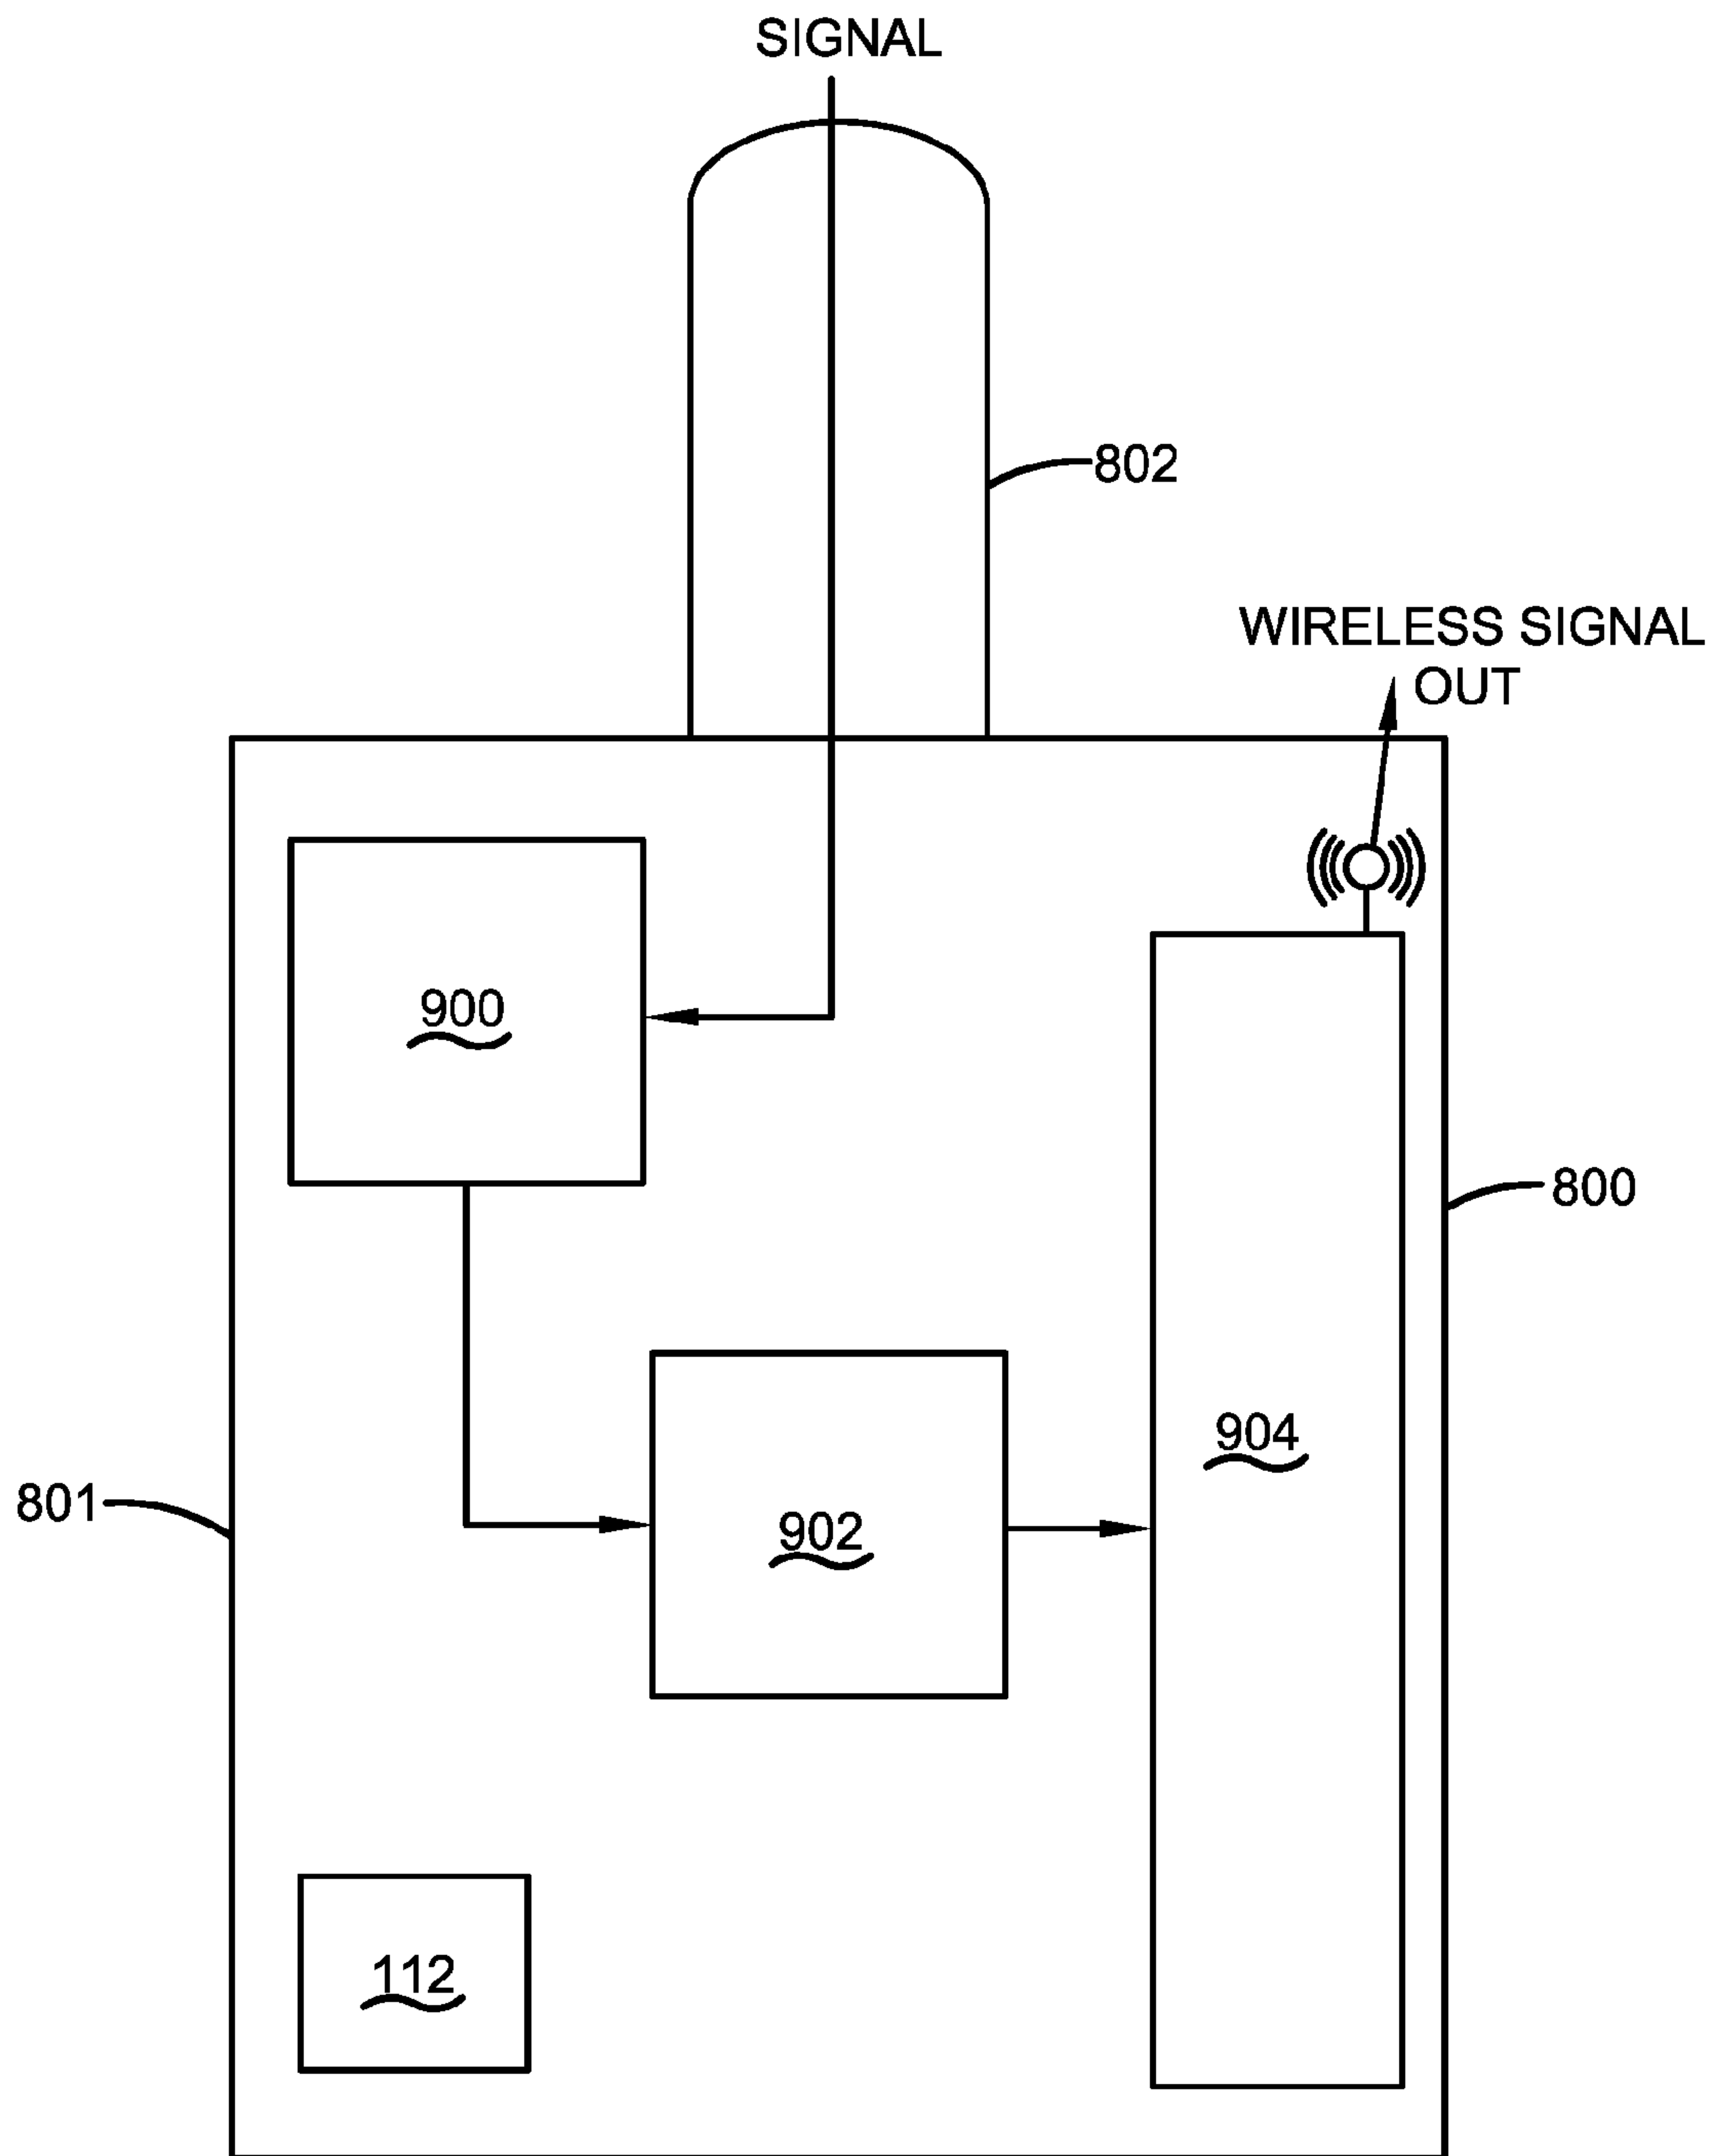 SIGNAL
802
WIRELESS SIGNAL
OUT
900
800
904
801
902
112